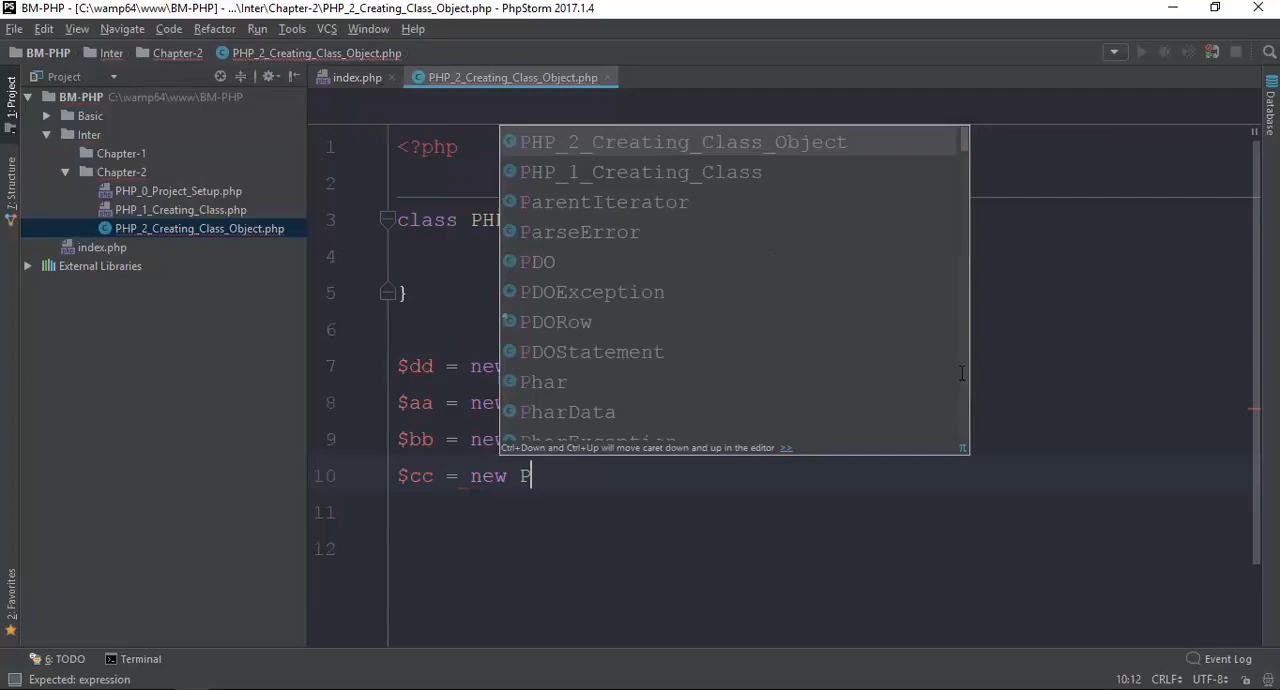 BM-PHP - [C:\wamp64\www\BM-PHP] - ...\Inter\Chapter-2\PHP_2_Creating_Class_Object.php - PhpStorm 2017.1.4
File Edit View Navigate Code Refactor Run Tools VCS Window Help
BM-PHP Inter Chapter-2 PHP_2_Creating_Class_Object.php
Project
index.php
PHP_2_Creating_Class_Object.php
1: Project
7: Structure
2: Favorites
Database
BM-PHP C:\wamp64\www\BM-PHP
Basic
Inter
Chapter-1
Chapter-2
PHP_0_Project_Setup.php
PHP_1_Creating_Class.php
PHP_2_Creating_Class_Object.php
index.php
External Libraries
1 <?php
2
3 class PHP
4
5 }
6
7 $dd = new
8 $aa = new
9 $bb = new
10 $cc = new P
11
12
PHP_2_Creating_Class_Object
PHP_1_Creating_Class
ParentIterator
ParseError
PDO
PDOException
PDORow
PDOStatement
Phar
PharData
PharException
Ctrl+Down and Ctrl+Up will move caret down and up in the editor >>
π
6: TODO Terminal
Event Log
Expected: expression
10:12 CRLF UTF-8